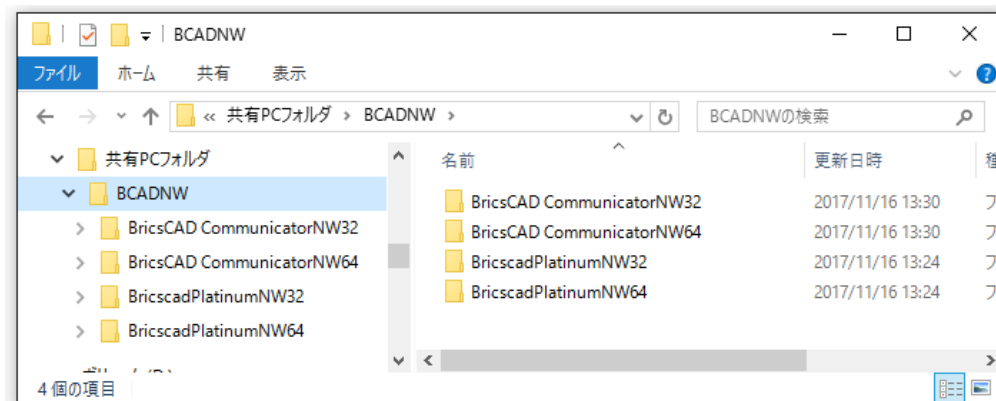 BCADNW
ファイル ホーム 共有 表示
« 共有PCフォルダ › BCADNW › BCADNWの検索
共有PCフォルダ
BCADNW
BricsCAD CommunicatorNW32
BricsCAD CommunicatorNW64
BricscadPlatinumNW32
BricscadPlatinumNW64
名前 更新日時
BricsCAD CommunicatorNW32 2017/11/16 13:30
BricsCAD CommunicatorNW64 2017/11/16 13:30
BricscadPlatinumNW32 2017/11/16 13:24
BricscadPlatinumNW64 2017/11/16 13:24
4 個の項目